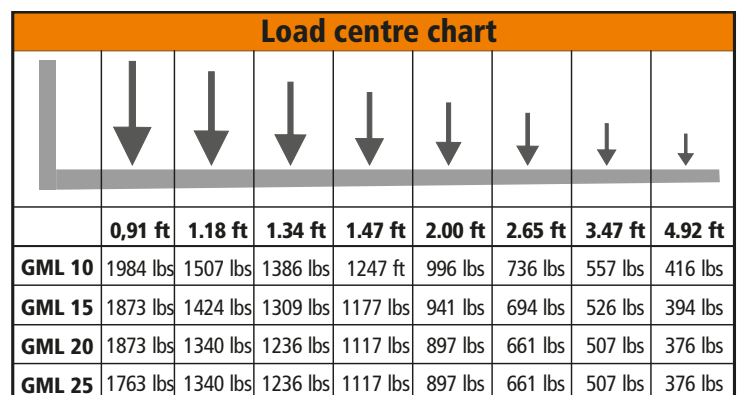 Load centre chart
0,91 ft 1.18 ft 1.34 ft 1.47 ft 2.00 ft 2.65 ft 3.47 ft 4.92 ft
GML 10 1984 lbs 1507 lbs 1386 lbs 1247 ft 996 lbs 736 lbs 557 lbs 416 lbs
GML 15 1873 lbs 1424 lbs 1309 lbs 1177 lbs 941 lbs 694 lbs 526 lbs 394 lbs
GML 20 1873 lbs 1340 lbs 1236 lbs 1117 lbs 897 lbs 661 lbs 507 lbs 376 lbs
GML 25 1763 lbs 1340 lbs 1236 lbs 1117 lbs 897 lbs 661 lbs 507 lbs 376 lbs